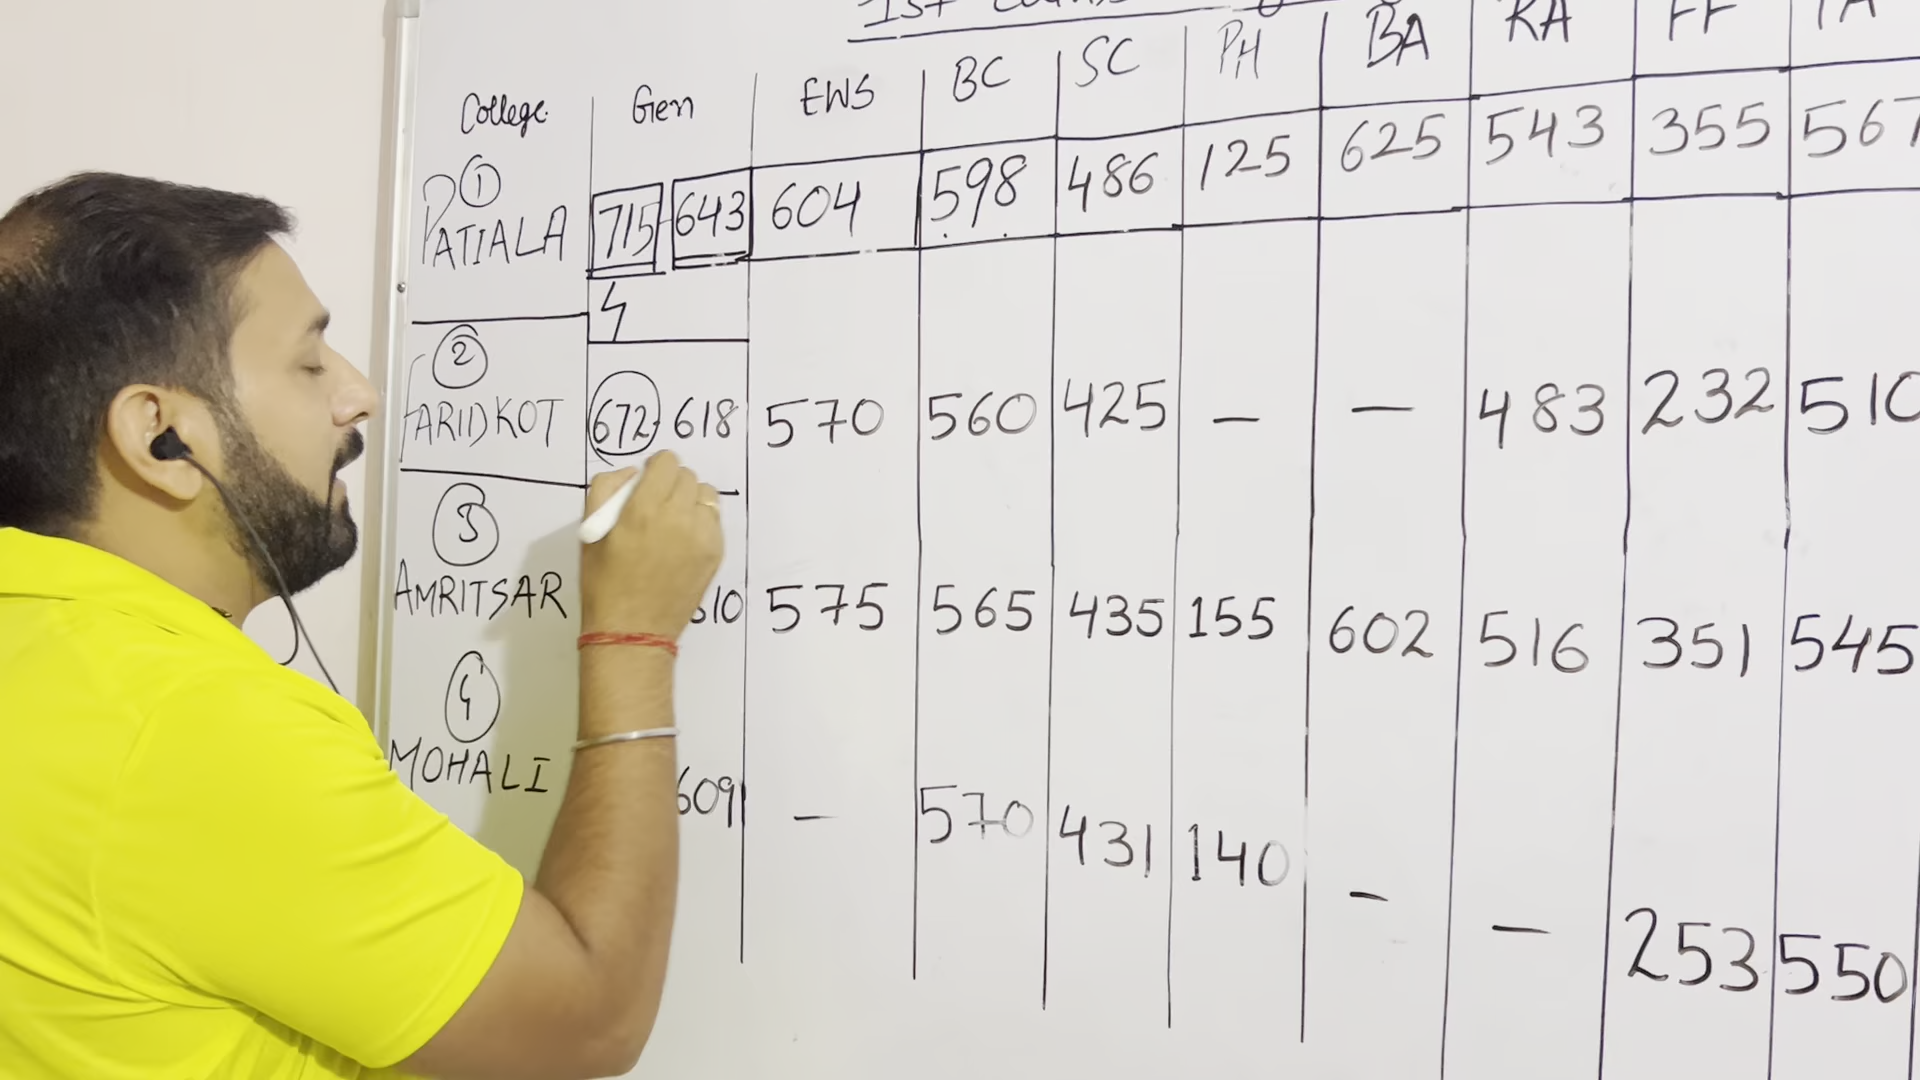 1st
College. Gen EWS BC SC PH BA RA FF TA
① PATIALA 715-643 604 598 486 125 625 543 355 567
② FARIDKOT 672-618 570 560 425 — — 483 232 510
③ AMRITSAR 610 575 565 435 155 602 516 351 545
④ MOHALI 609 — 570 431 140 — — 253 550